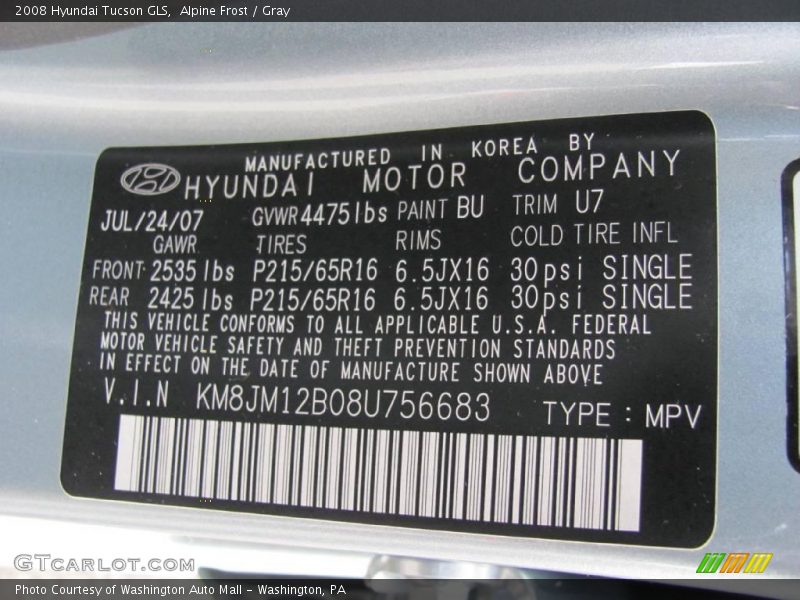 2008 Hyundai Tucson GLS,  Alpine Frost / Gray
MANUFACTURED IN KOREA BY
HYUNDAI MOTOR COMPANY
JUL/24/07 GVWR 4475lbs PAINT BU TRIM U7
GAWR TIRES RIMS COLD TIRE INFL
FRONT 2535 lbs P215/65R16 6.5JX16 30psi SINGLE
REAR 2425 lbs P215/65R16 6.5JX16 30psi SINGLE
THIS VEHICLE CONFORMS TO ALL APPLICABLE U.S.A. FEDERAL
MOTOR VEHICLE SAFETY AND THEFT PREVENTION STANDARDS
IN EFFECT ON THE DATE OF MANUFACTURE SHOWN ABOVE
V.I.N KM8JM12B08U756683 TYPE : MPV
GTCARLOT.COM
Photo Courtesy of Washington Auto Mall - Washington, PA